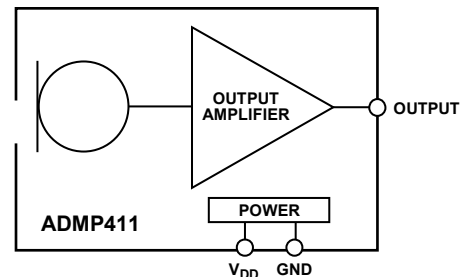 OUTPUT
AMPLIFIER
OUTPUT
ADMP411
POWER
VDD GND